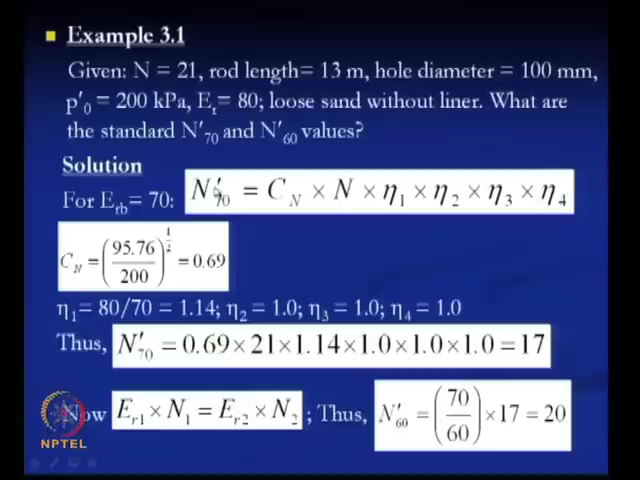 Example 3.1
Given: N = 21, rod length= 13 m, hole diameter = 100 mm,
p'₀ = 200 kPa, Eᵣ= 80; loose sand without liner. What are
the standard N'₇₀ and N'₆₀ values?
Solution
For E_rb= 70: N'₇₀ = C_N × N × η₁ × η₂ × η₃ × η₄
C_N = (95.76/200)^(1/2) = 0.69
η₁= 80/70 = 1.14; η₂ = 1.0; η₃ = 1.0; η₄ = 1.0
Thus, N'₇₀ = 0.69 × 21 × 1.14 × 1.0 × 1.0 × 1.0 = 17
Now E_r1 × N₁ = E_r2 × N₂ ; Thus, N'₆₀ = (70/60) × 17 = 20
NPTEL